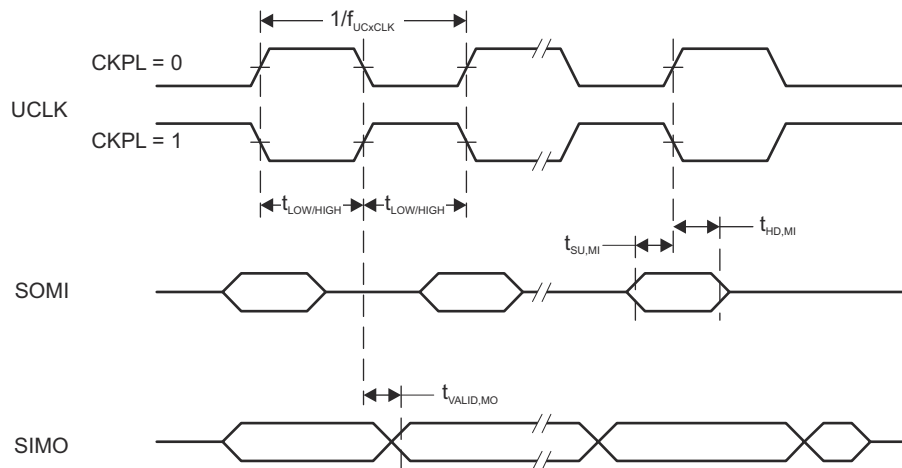 1/fUCxCLK
CKPL = 0
UCLK
CKPL = 1
tLOW/HIGH tLOW/HIGH
tHD,MI
tSU,MI
SOMI
tVALID,MO
SIMO